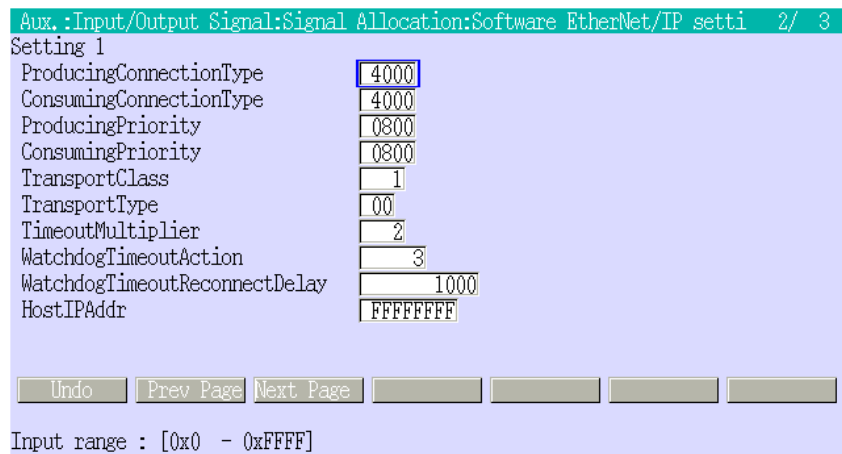 Aux.:Input/Output Signal:Signal Allocation:Software EtherNet/IP setti 2/ 3
Setting 1
ProducingConnectionType 4000
ConsumingConnectionType 4000
ProducingPriority 0800
ConsumingPriority 0800
TransportClass 1
TransportType 00
TimeoutMultiplier 2
WatchdogTimeoutAction 3
WatchdogTimeoutReconnectDelay 1000
HostIPAddr FFFFFFFF
Undo Prev Page Next Page
Input range : [0x0 - 0xFFFF]